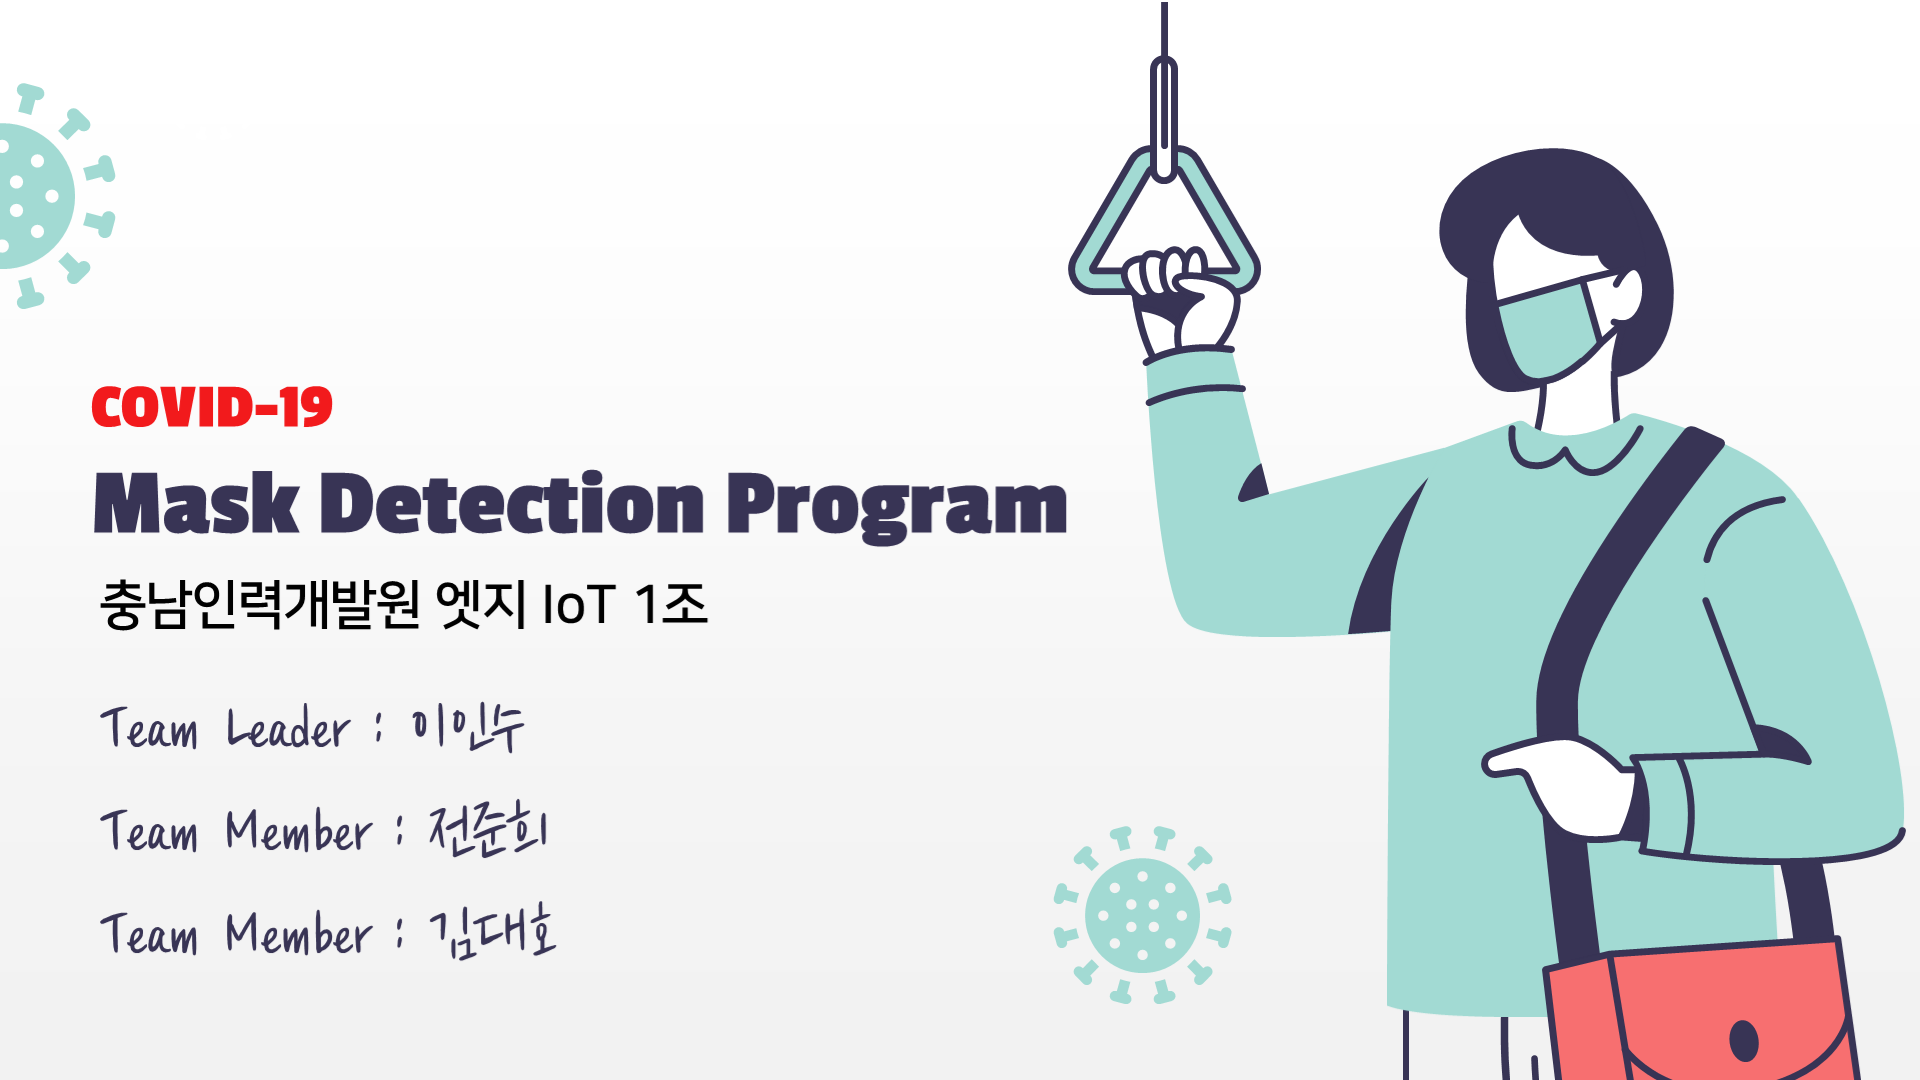 COVID-19
Mask Detection Program
충남인력개발원 엣지 IoT 1조
Team Leader : 이인수
Team Member : 전준희
Team Member : 김대호